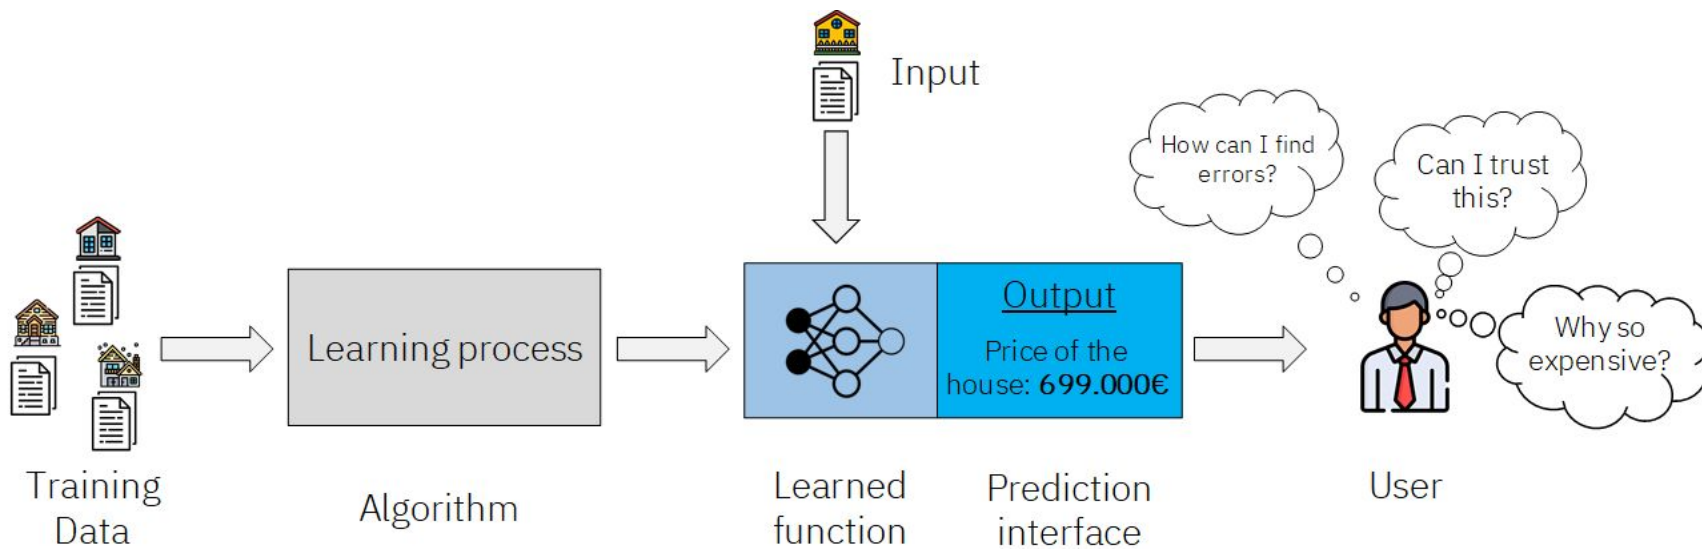 Input
How can I find
errors?
Can I trust
this?
Why so
expensive?
Learning process
Output
Price of the
house: 699.000€
Training
Data
Algorithm
Learned
function
Prediction
interface
User